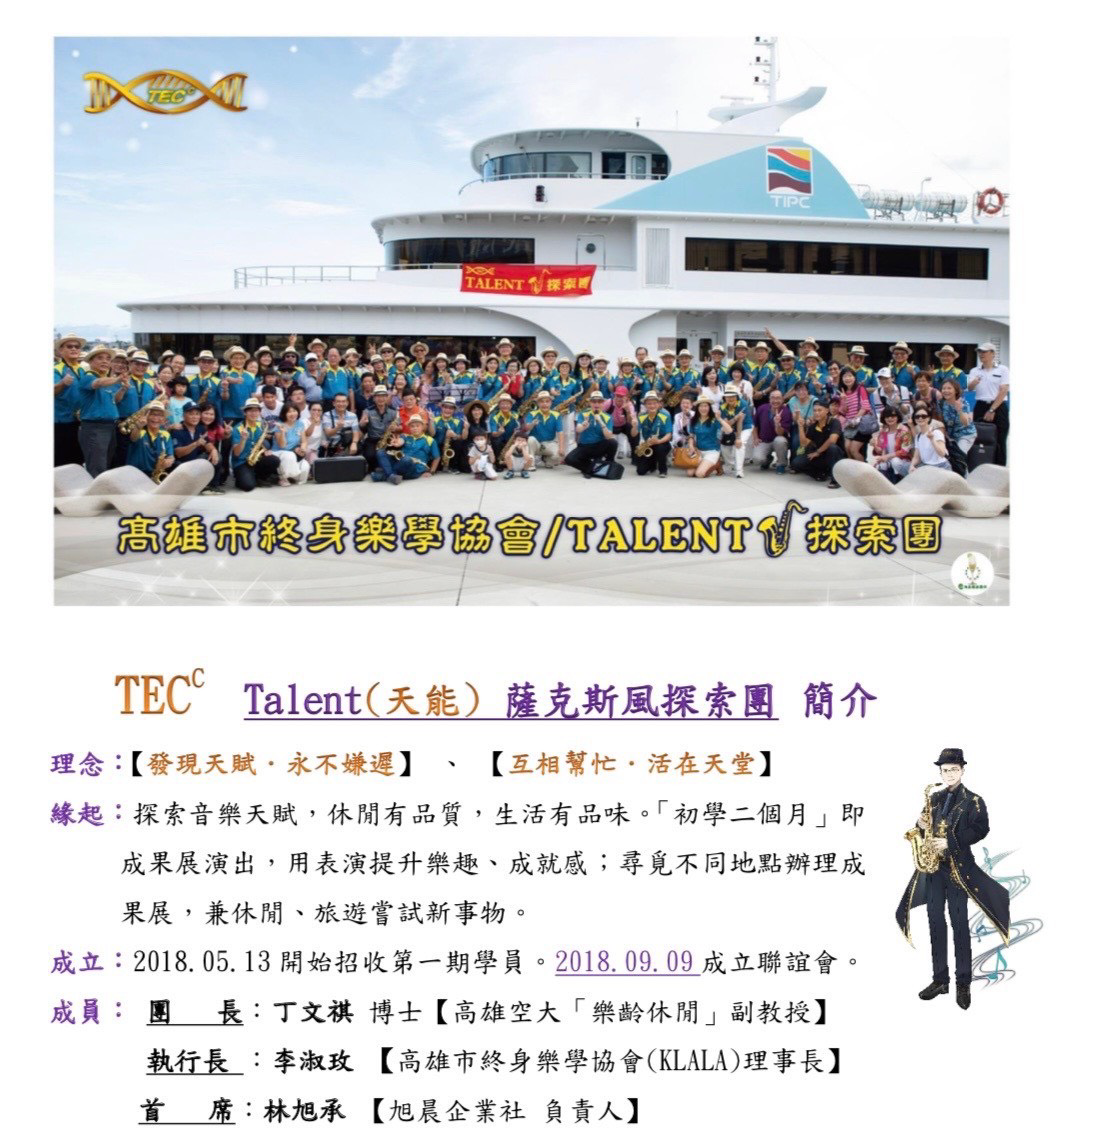 TEC
TIPC
TALENT 探索團
高雄市終身樂學協會/TALENT 探索團
TECᶜ Talent(天能) 薩克斯風探索團 簡介
理念：【發現天賦．永不嫌遲】 、 【互相幫忙．活在天堂】
緣起：探索音樂天賦，休閒有品質，生活有品味。「初學二個月」即
成果展演出，用表演提升樂趣、成就感；尋覓不同地點辦理成
果展，兼休閒、旅遊嘗試新事物。
成立：2018.05.13 開始招收第一期學員。2018.09.09 成立聯誼會。
成員： 團 長：丁文祺 博士【高雄空大「樂齡休閒」副教授】
執行長 ：李淑玫 【高雄市終身樂學協會(KLALA)理事長】
首 席：林旭承 【旭晨企業社 負責人】